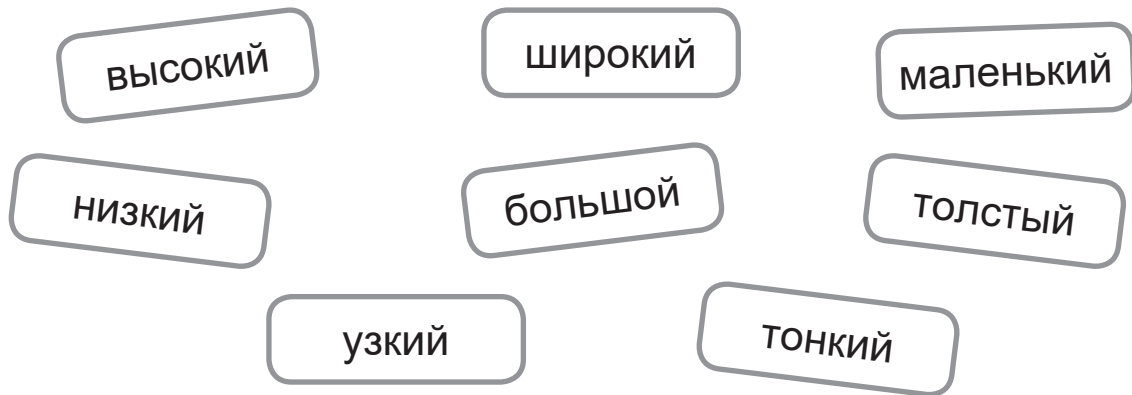 высокий
широкий
маленький
низкий
большой
толстый
узкий
тонкий